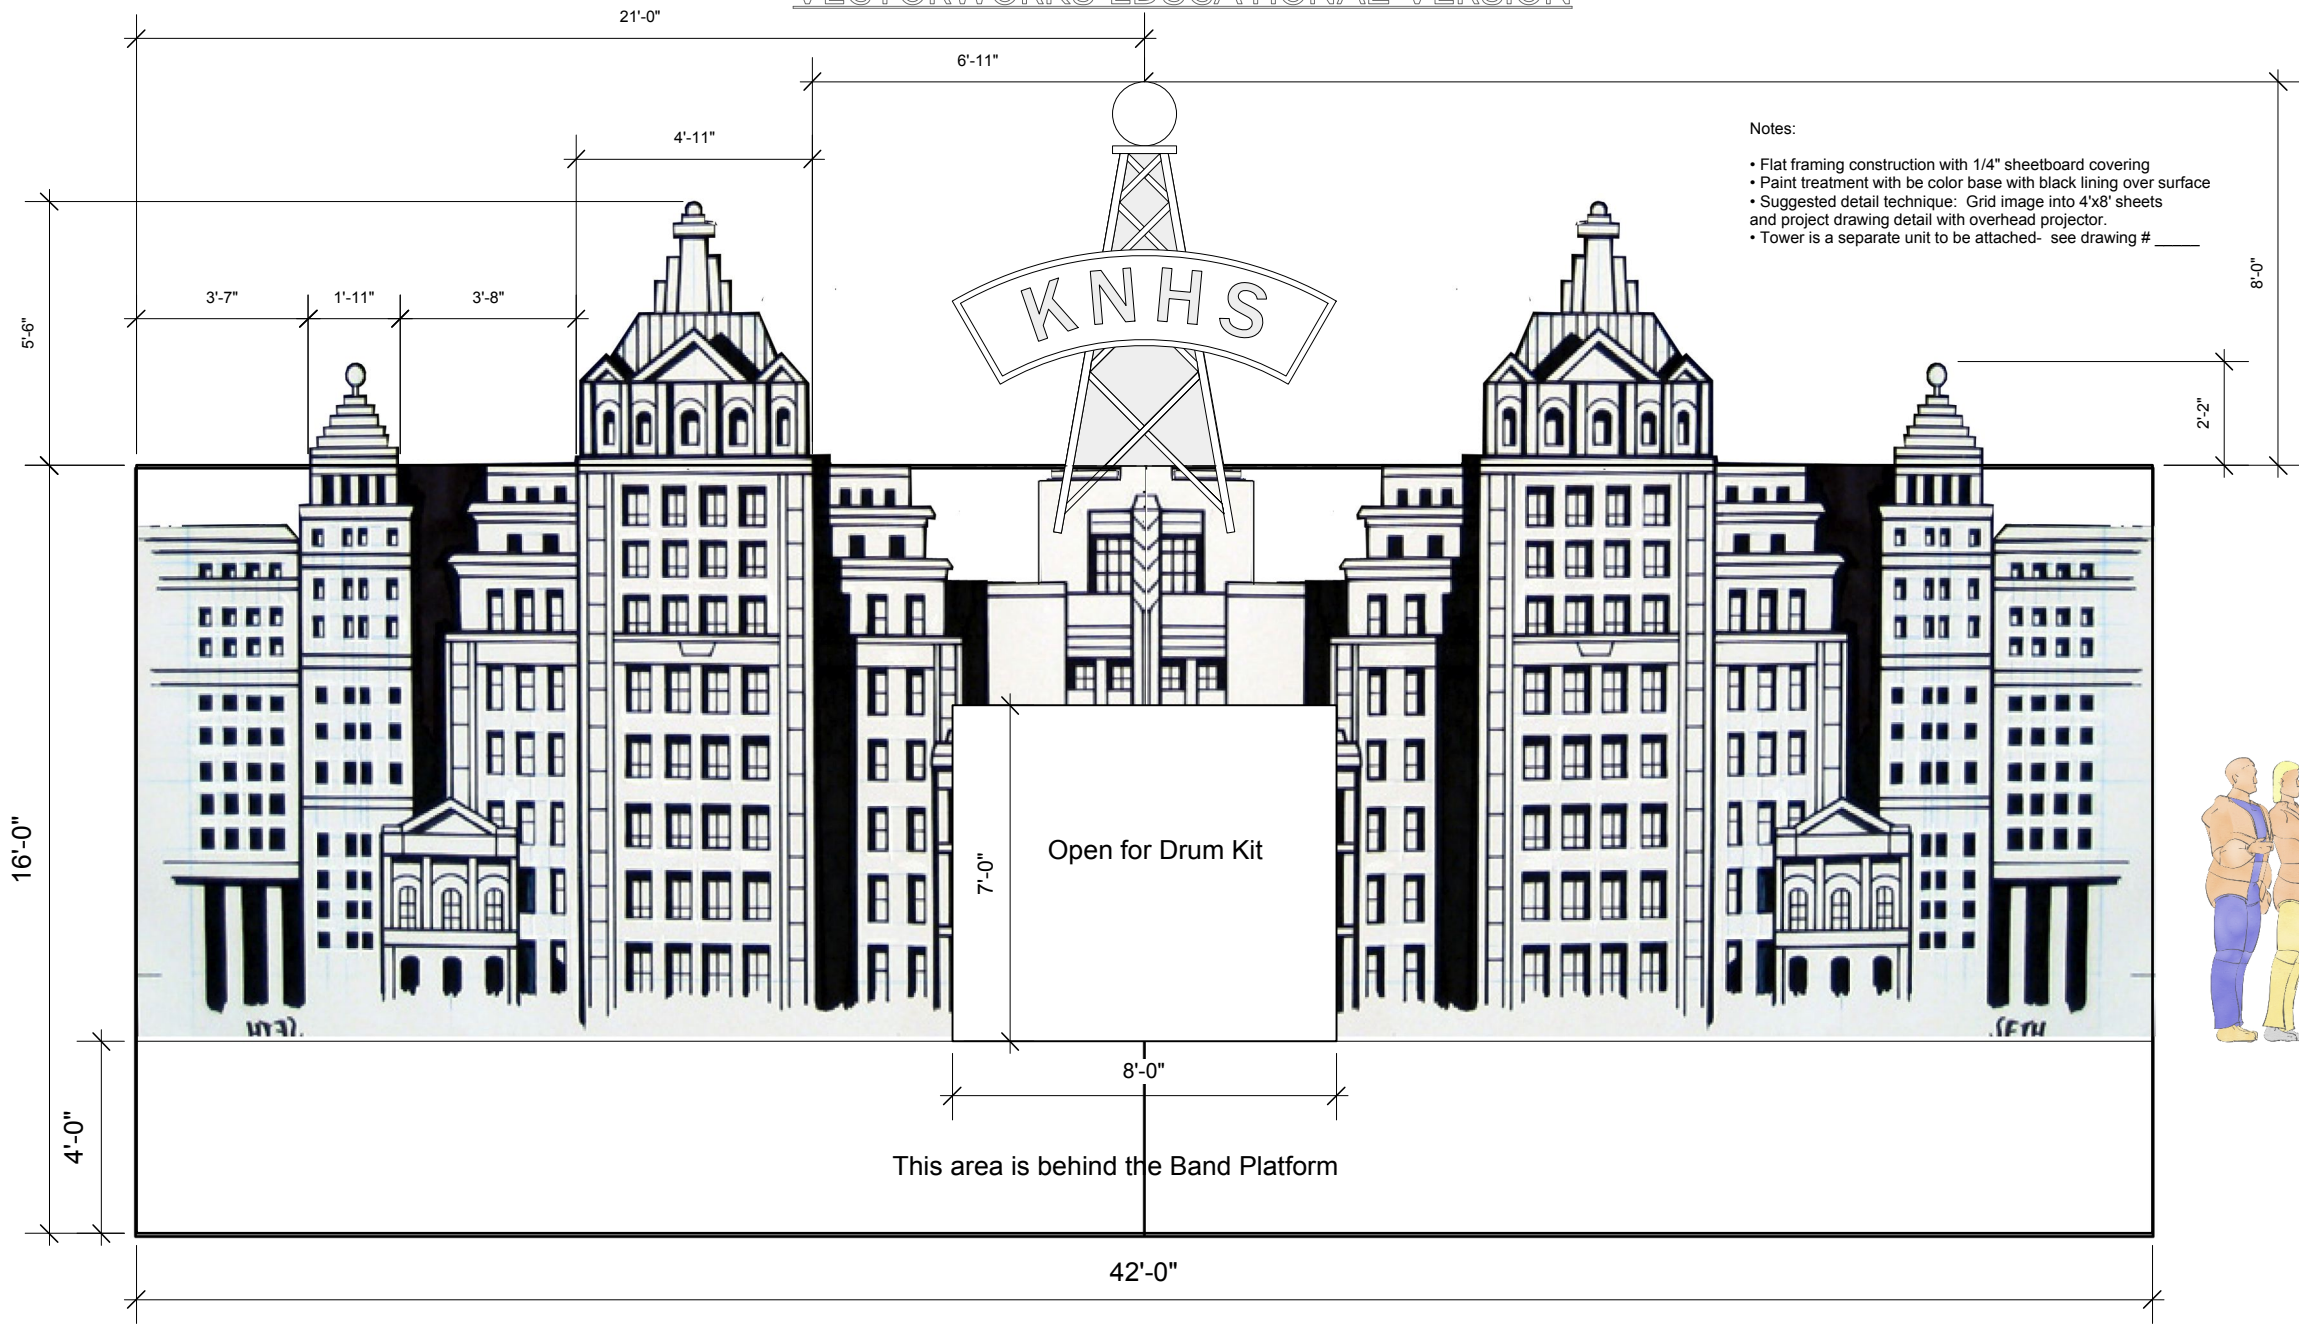 VECTORWORKS EDUCATIONAL VERSION
21'-0"
6'-11"
4'-11"
Notes:
• Flat framing construction with 1/4" sheetboard covering
• Paint treatment with be color base with black lining over surface
• Suggested detail technique: Grid image into 4'x8' sheets
and project drawing detail with overhead projector.
• Tower is a separate unit to be attached- see drawing # _____
8'-0"
3'-7"
1'-11"
3'-8"
5'-6"
KNHS
2'-2"
16'-0"
7'-0"
Open for Drum Kit
SETH
8'-0"
4'-0"
This area is behind the Band Platform
42'-0"